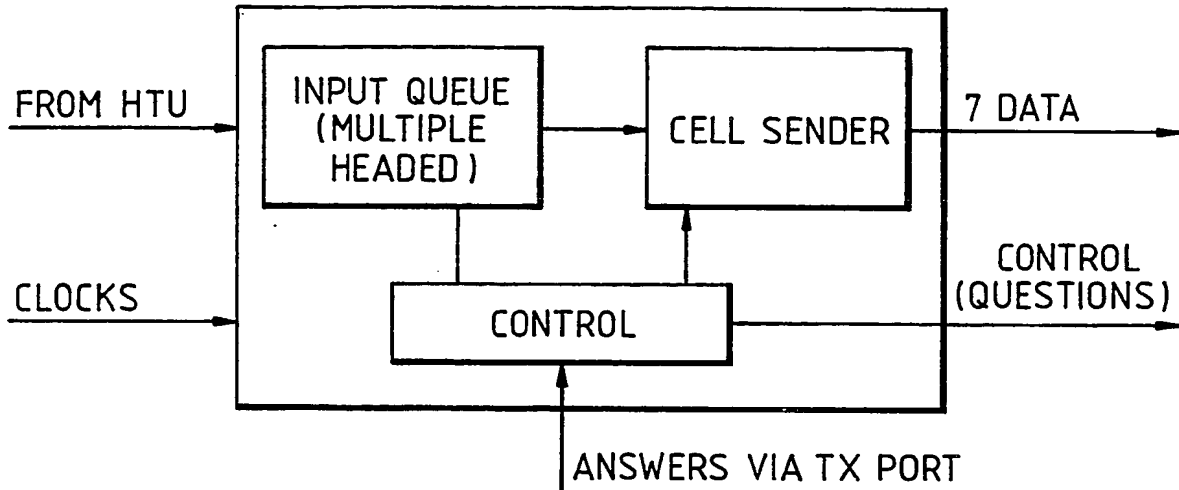 FROM HTU
INPUT QUEUE
(MULTIPLE
HEADED)
CELL SENDER
7 DATA
CLOCKS
CONTROL
CONTROL
(QUESTIONS)
ANSWERS VIA TX PORT